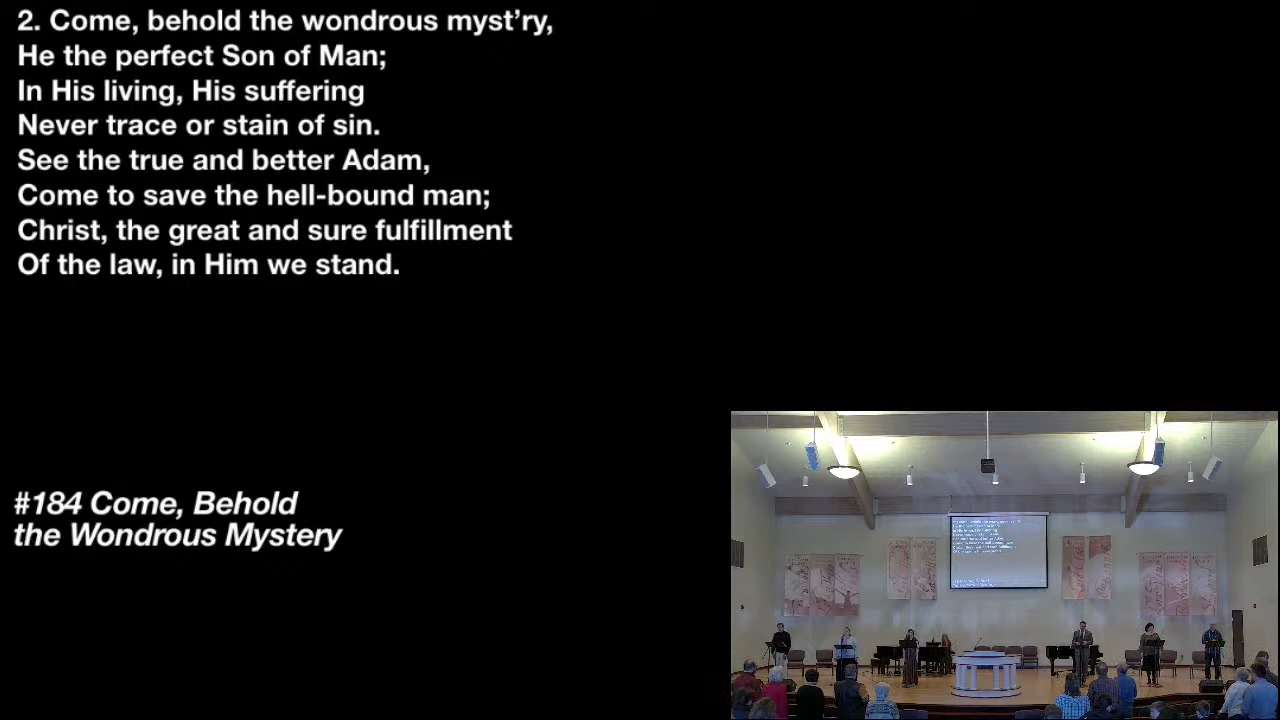 2. Come, behold the wondrous myst’ry,
He the perfect Son of Man;
In His living, His suffering
Never trace or stain of sin.
See the true and better Adam,
Come to save the hell-bound man;
Christ, the great and sure fulfillment
Of the law, in Him we stand.
#184 Come, Behold
the Wondrous Mystery